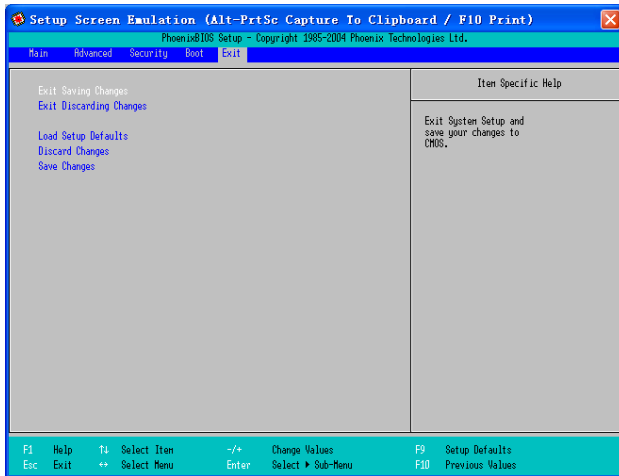 Setup Screen Emulation (Alt-PrtSc Capture To Clipboard / F10 Print)
PhoenixBIOS Setup - Copyright 1985-2004 Phoenix Technologies Ltd.
Main Advanced Security Boot Exit
Item Specific Help
Exit Saving Changes
Exit Discarding Changes
Load Setup Defaults
Discard Changes
Save Changes
Exit System Setup and
save your changes to
CMOS.
F1 Help ↑↓ Select Item -/+ Change Values F9 Setup Defaults
Esc Exit ↔ Select Menu Enter Select ▶ Sub-Menu F10 Previous Values